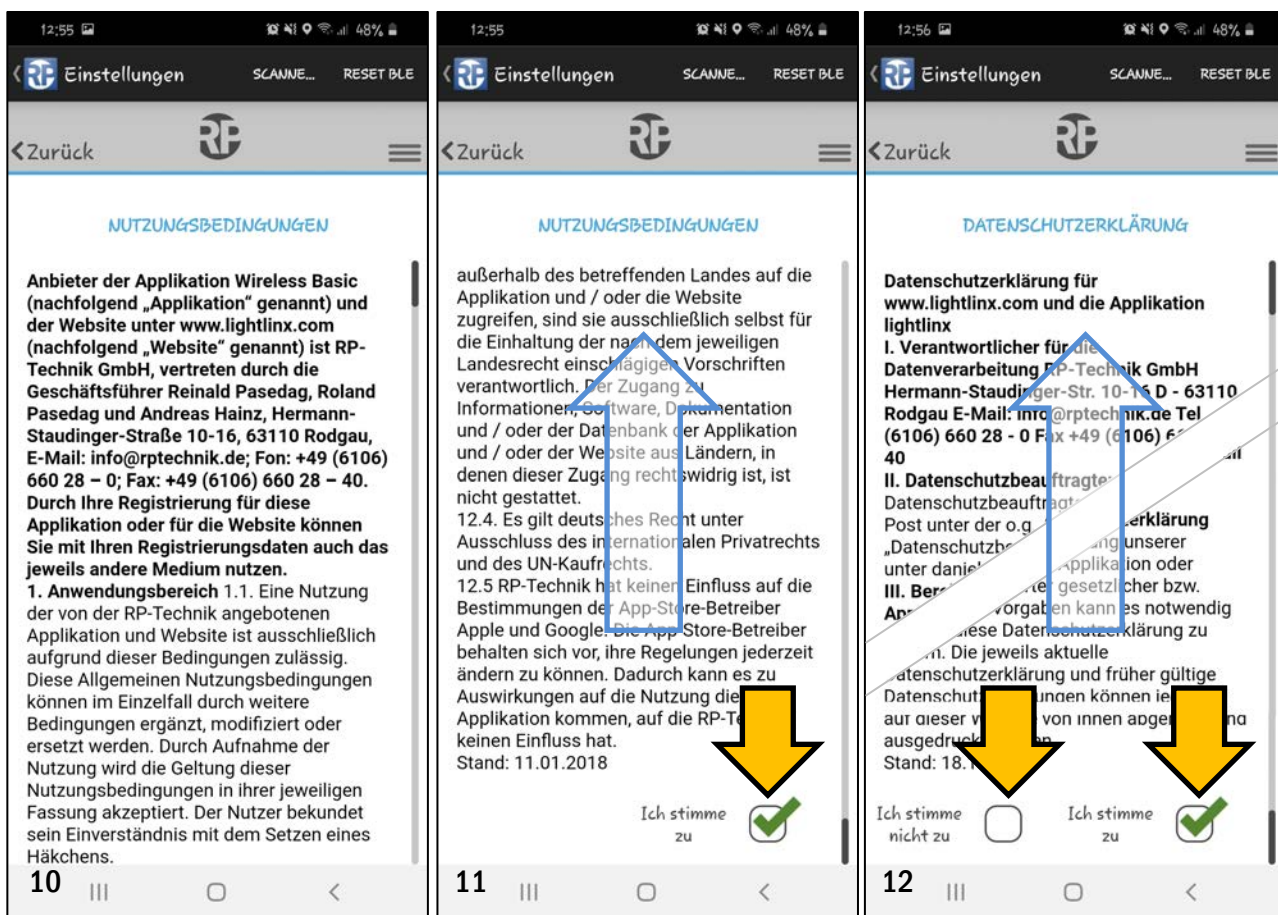 12:55
48%
RP Einstellungen SCANNE... RESET BLE
RP
Zurück
NUTZUNGSBEDINGUNGEN
Anbieter der Applikation Wireless Basic
(nachfolgend „Applikation“ genannt) und
der Website unter www.lightlinx.com
(nachfolgend „Website“ genannt) ist RP-
Technik GmbH, vertreten durch die
Geschäftsführer Reinald Pasedag, Roland
Pasedag und Andreas Hainz, Hermann-
Staudinger-Straße 10-16, 63110 Rodgau,
E-Mail: info@rptechnik.de; Fon: +49 (6106)
660 28 – 0; Fax: +49 (6106) 660 28 – 40.
Durch Ihre Registrierung für diese
Applikation oder für die Website können
Sie mit Ihren Registrierungsdaten auch das
jeweils andere Medium nutzen.
1. Anwendungsbereich 1.1. Eine Nutzung
der von der RP-Technik angebotenen
Applikation und Website ist ausschließlich
aufgrund dieser Bedingungen zulässig.
Diese Allgemeinen Nutzungsbedingungen
können im Einzelfall durch weitere
Bedingungen ergänzt, modifiziert oder
ersetzt werden. Durch Aufnahme der
Nutzung wird die Geltung dieser
Nutzungsbedingungen in ihrer jeweiligen
Fassung akzeptiert. Der Nutzer bekundet
sein Einverständnis mit dem Setzen eines
Häkchens.
10
12:55
48%
RP Einstellungen SCANNE... RESET BLE
RP
Zurück
NUTZUNGSBEDINGUNGEN
außerhalb des betreffenden Landes auf die
Applikation und / oder die Website
zugreifen, sind sie ausschließlich selbst für
die Einhaltung der nach dem jeweiligen
Landesrecht einschlägigen Vorschriften
verantwortlich. Der Zugang zu
Informationen, Software, Dokumentation
und / oder der Datenbank der Applikation
und / oder der Website aus Ländern, in
denen dieser Zugang rechtswidrig ist, ist
nicht gestattet.
12.4. Es gilt deutsches Recht unter
Ausschluss des internationalen Privatrechts
und des UN-Kaufrechts.
12.5 RP-Technik hat keinen Einfluss auf die
Bestimmungen der App-Store-Betreiber
Apple und Google. Die App-Store-Betreiber
behalten sich vor, ihre Regelungen jederzeit
ändern zu können. Dadurch kann es zu
Auswirkungen auf die Nutzung
Applikation kommen, auf die
keinen Einfluss hat.
Stand: 11.01.2018
Ich stimme
zu
11
12:56
48%
RP Einstellungen SCANNE... RESET BLE
RP
Zurück
DATENSCHUTZERKLÄRUNG
Datenschutzerklärung für
www.lightlinx.com und die Applikation
lightlinx
I. Verantwortlicher für die
Datenverarbeitung RP-Technik GmbH
Hermann-Staudinger-Str. 10-16 D - 63110
Rodgau E-Mail: info@rptechnik.de Tel
(6106) 660 28 - 0 Fax +49 (6106)
40
II.
Post unter der o.g. erklärung
unserer
unter Applikation oder
III. gesetzlicher bzw.
kann es notwendig
diese Datenschutzerklärung zu
Die jeweils aktuelle
Datenschutzerklärung und früher gültige
können
auf dieser von Ihnen
Stand:
Ich stimme
nicht zu
Ich stimme
zu
12